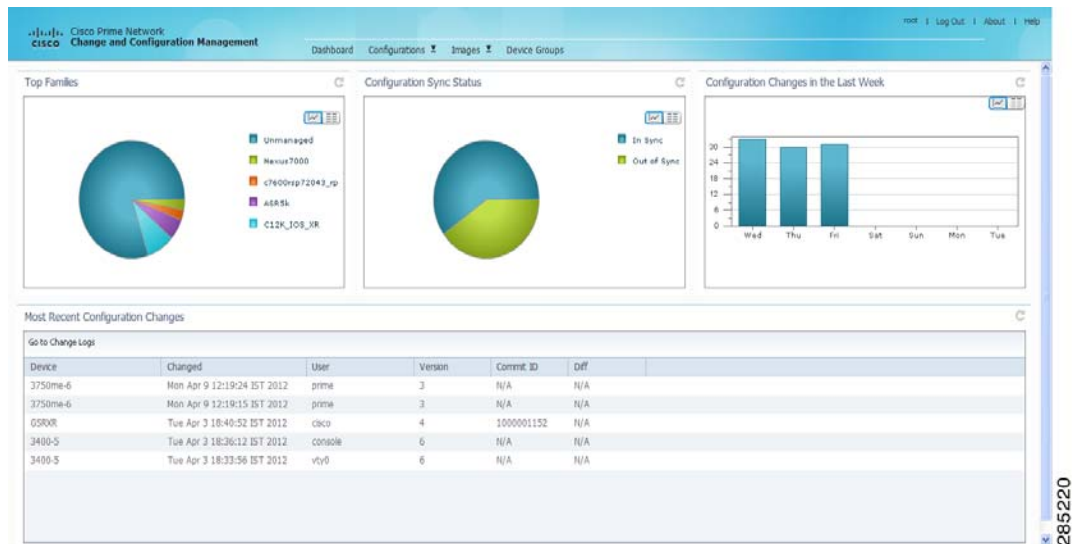 root | Log Out | About | Help
Cisco Prime Network
CISCO Change and Configuration Management
Dashboard Configurations Images Device Groups
Top Families
Unmanaged
Nexus7000
c7600rsp72043_rp
ASR5k
C12K_IOS_XR
Configuration Sync Status
In Sync
Out of Sync
Configuration Changes in the Last Week
30
24
18
12
6
0
Wed Thu Fri Sat Sun Mon Tue
Most Recent Configuration Changes
Go to Change Logs
Device Changed User Version Commit ID Diff
3750me-6 Mon Apr 9 12:19:24 IST 2012 prime 3 N/A N/A
3750me-6 Mon Apr 9 12:19:15 IST 2012 prime 3 N/A N/A
GSRXR Tue Apr 3 18:40:52 IST 2012 cisco 4 1000001152 N/A
3400-5 Tue Apr 3 18:36:12 IST 2012 console 6 N/A N/A
3400-5 Tue Apr 3 18:33:56 IST 2012 vty0 6 N/A N/A
285220